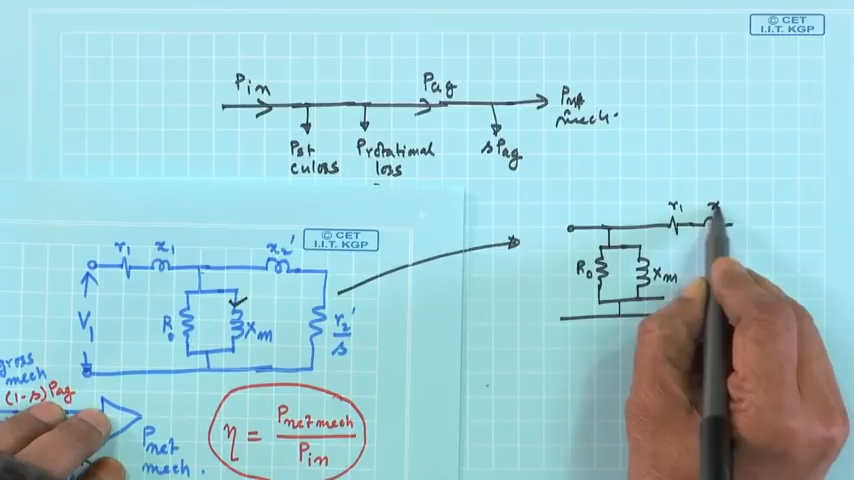 © CET
I.I.T. KGP
Pin
Pag
Pnet
mech.
Pst
culoss
Protational
loss
sPag
© CET
I.I.T. KGP
r1 x1 x2'
V1
R0 Xm
r2'
s
gross
mech
(1-s)Pag
Pnet
mech.
η = Pnet mech
Pin
r1 x
R0 Xm